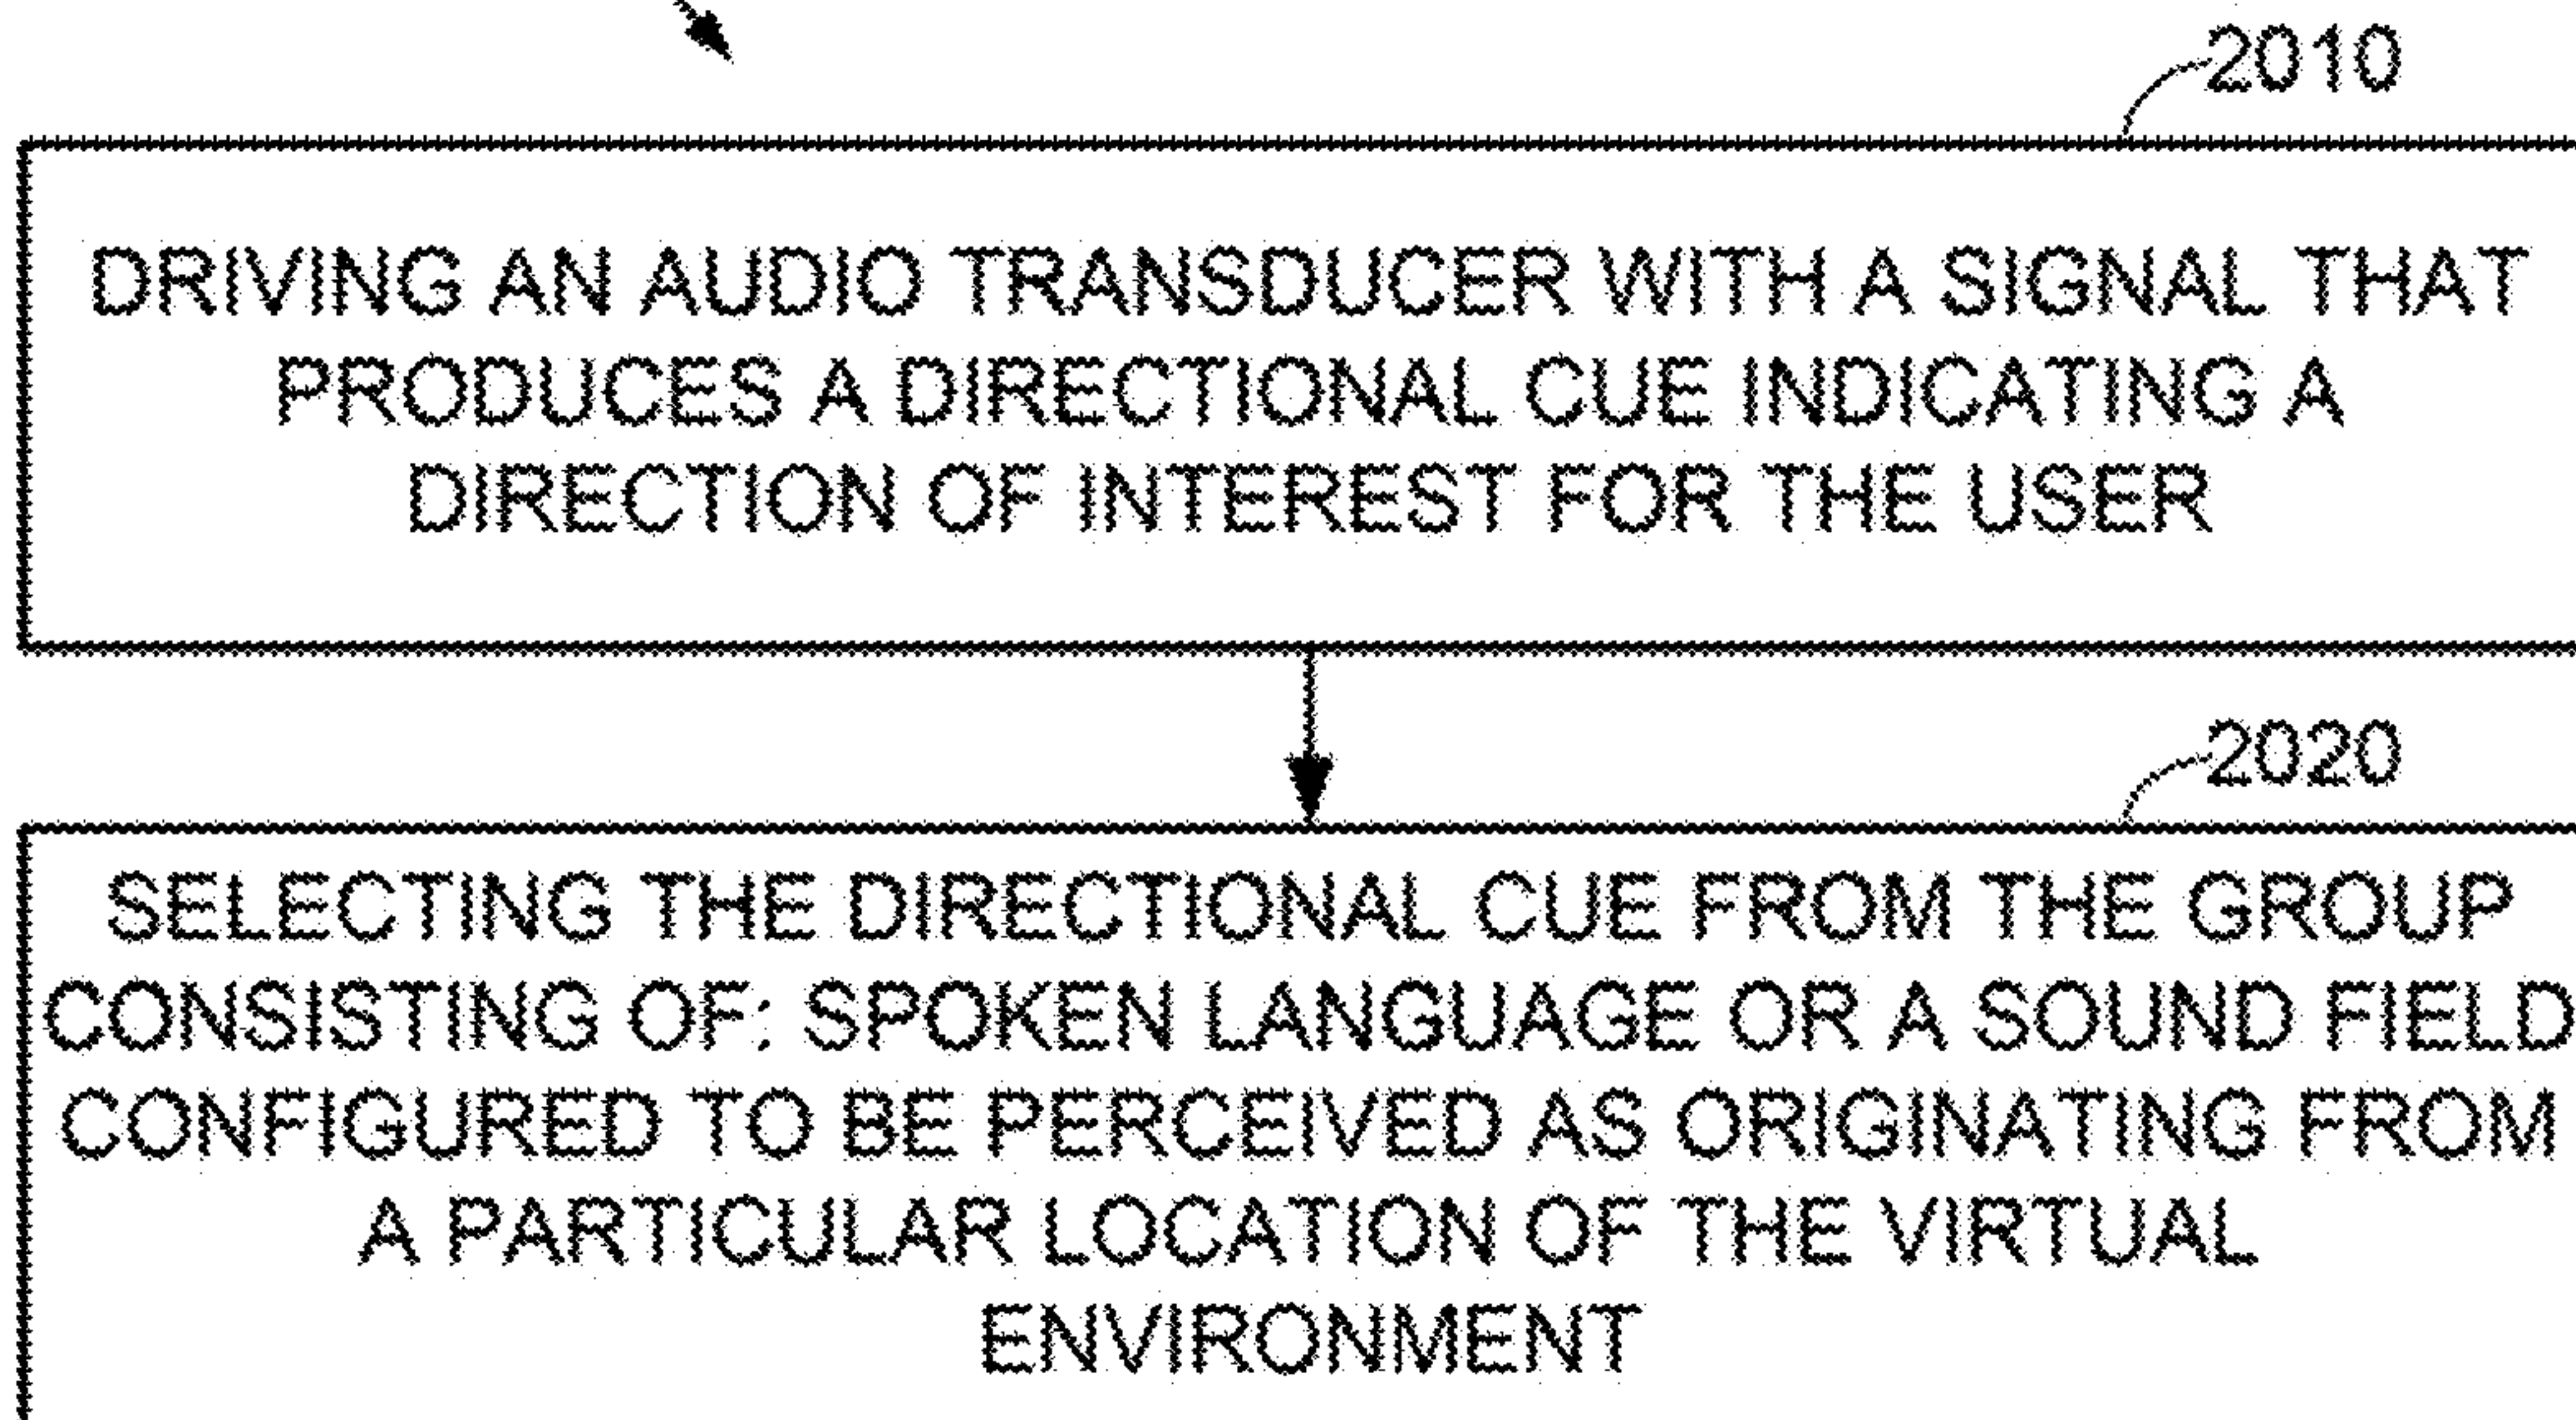 2010
DRIVING AN AUDIO TRANSDUCER WITH A SIGNAL THAT
PRODUCES A DIRECTIONAL CUE INDICATING A
DIRECTION OF INTEREST FOR THE USER
2020
SELECTING THE DIRECTIONAL CUE FROM THE GROUP
CONSISTING OF: SPOKEN LANGUAGE OR A SOUND FIELD
CONFIGURED TO BE PERCEIVED AS ORIGINATING FROM
A PARTICULAR LOCATION OF THE VIRTUAL
ENVIRONMENT